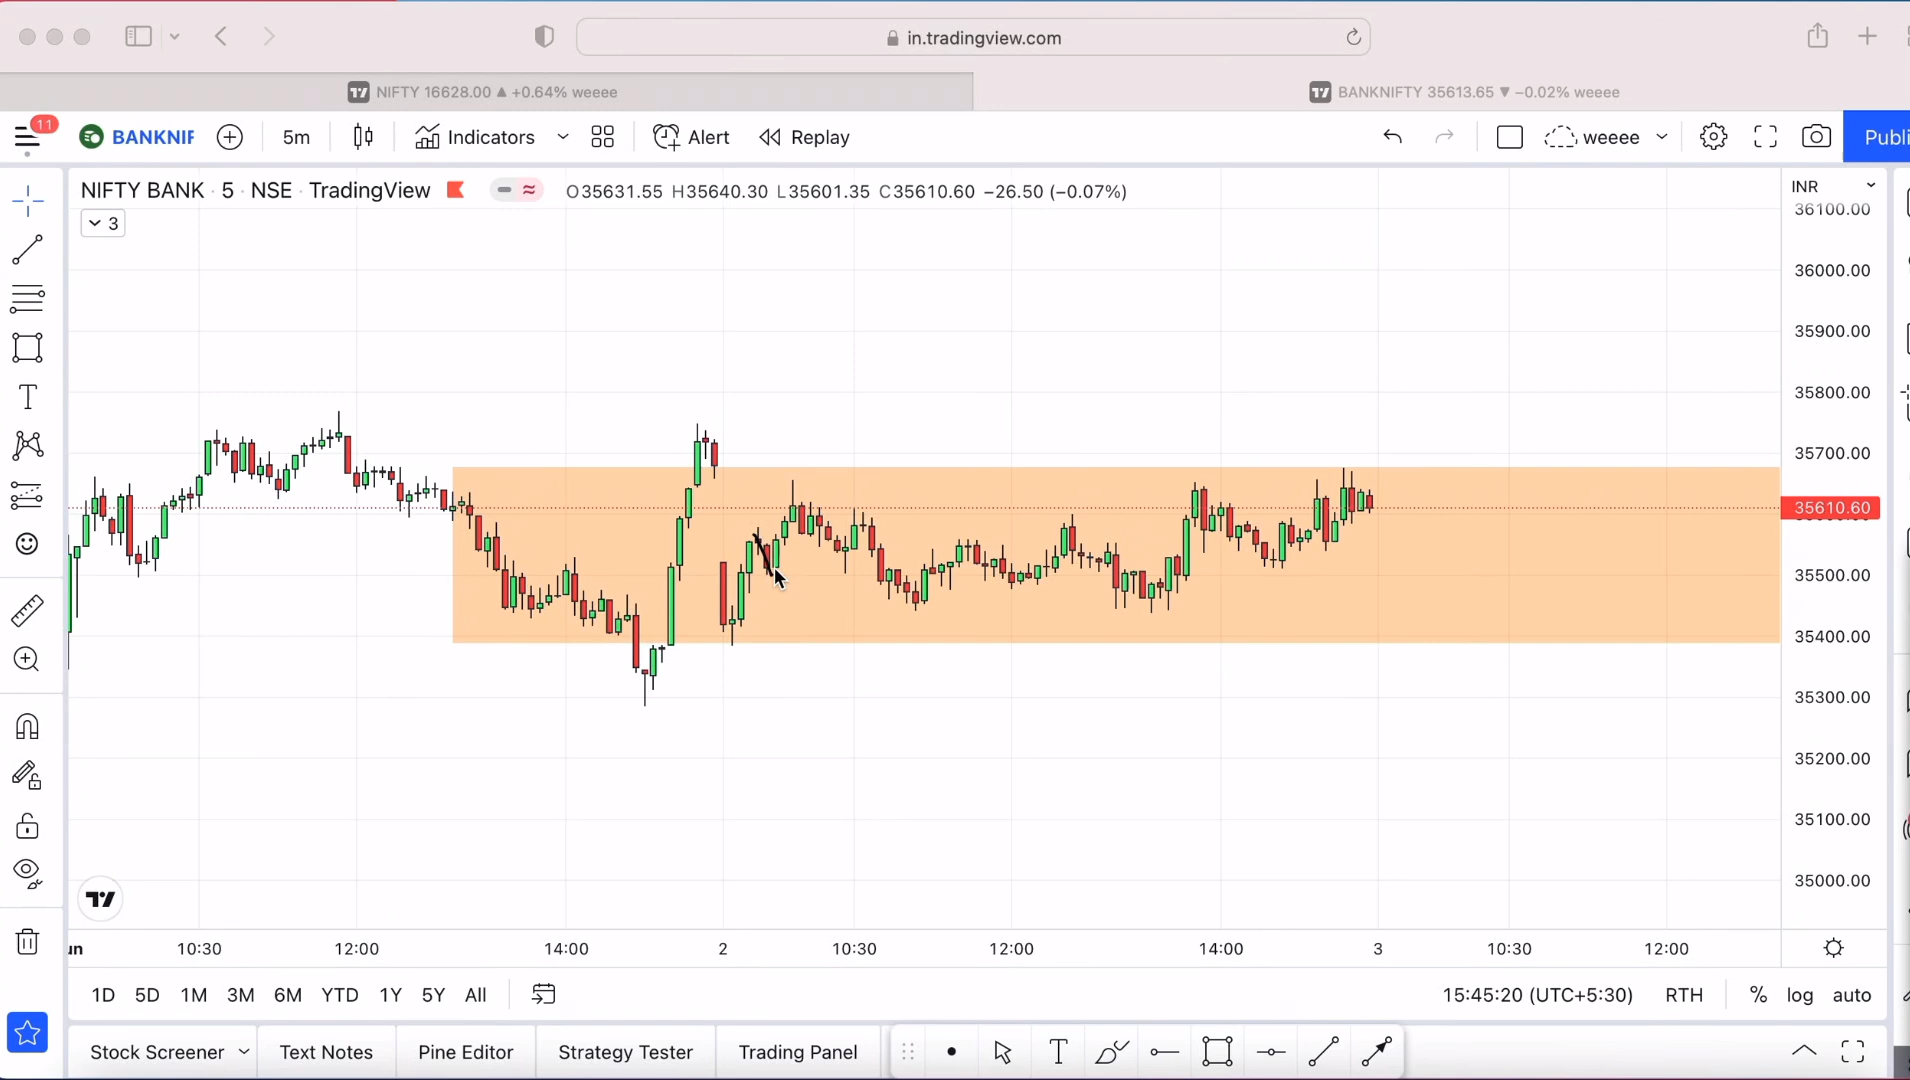 in.tradingview.com
NIFTY 16628.00 ▲ +0.64% weeee
BANKNIFTY 35613.65 ▼ −0.02% weeee
11
BANKNIF
5m
Indicators
Alert
Replay
weeee
Publi
NIFTY BANK · 5 · NSE · TradingView
O35631.55 H35640.30 L35601.35 C35610.60 −26.50 (−0.07%)
INR
3
36100.00
36000.00
35900.00
35800.00
35700.00
35610.60
35500.00
35400.00
35300.00
35200.00
35100.00
35000.00
un 10:30 12:00 14:00 2 10:30 12:00 14:00 3 10:30 12:00
1D 5D 1M 3M 6M YTD 1Y 5Y All
15:45:20 (UTC+5:30) RTH % log auto
Stock Screener Text Notes Pine Editor Strategy Tester Trading Panel